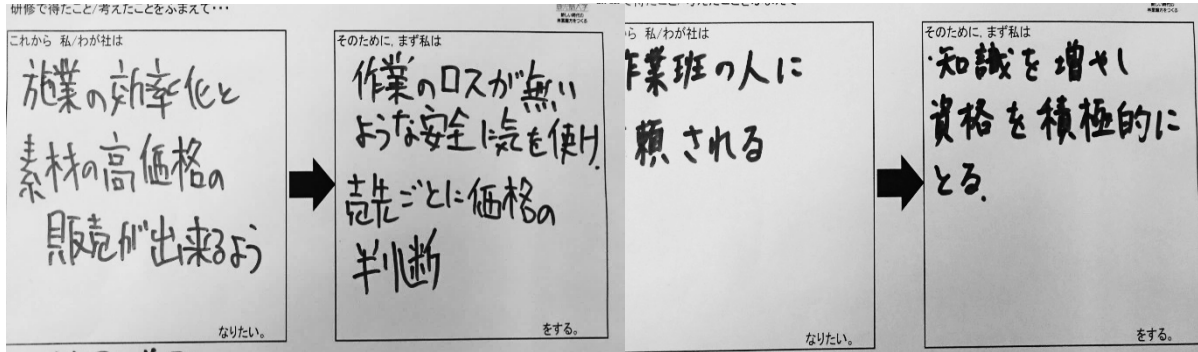 研修で得たこと/考えたことをふまえて・・・
これから 私/わが社は
施業の効率化と
素材の高価格の
販売が出来るよう
なりたい。
そのために、まず私は
作業のロスが無い
ような安全に気を使け
売先ごとに価格の
判断
をする。
ら 私/わが社は
作業班の人に
頼される
なりたい。
そのために、まず私は
・知識を増やし
資格を積極的に
とる.
をする。